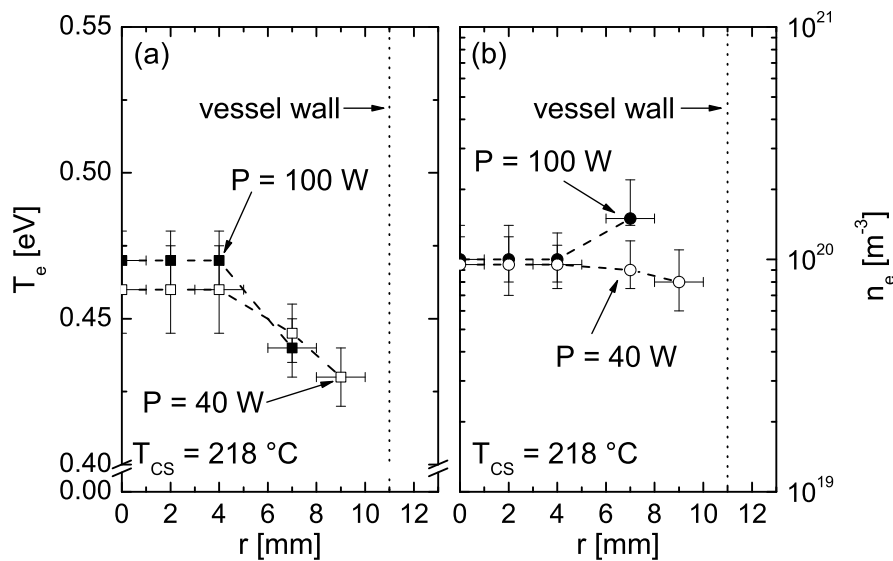 0.55
(a)
vessel wall
0.50
P = 100 W
T_e [eV]
0.45
P = 40 W
T_CS = 218 °C
0.40
0.00
0 2 4 6 8 10 12
r [mm]
(b)
10^21
vessel wall
P = 100 W
10^20
n_e [m^-3]
P = 40 W
T_CS = 218 °C
10^19
0 2 4 6 8 10 12
r [mm]